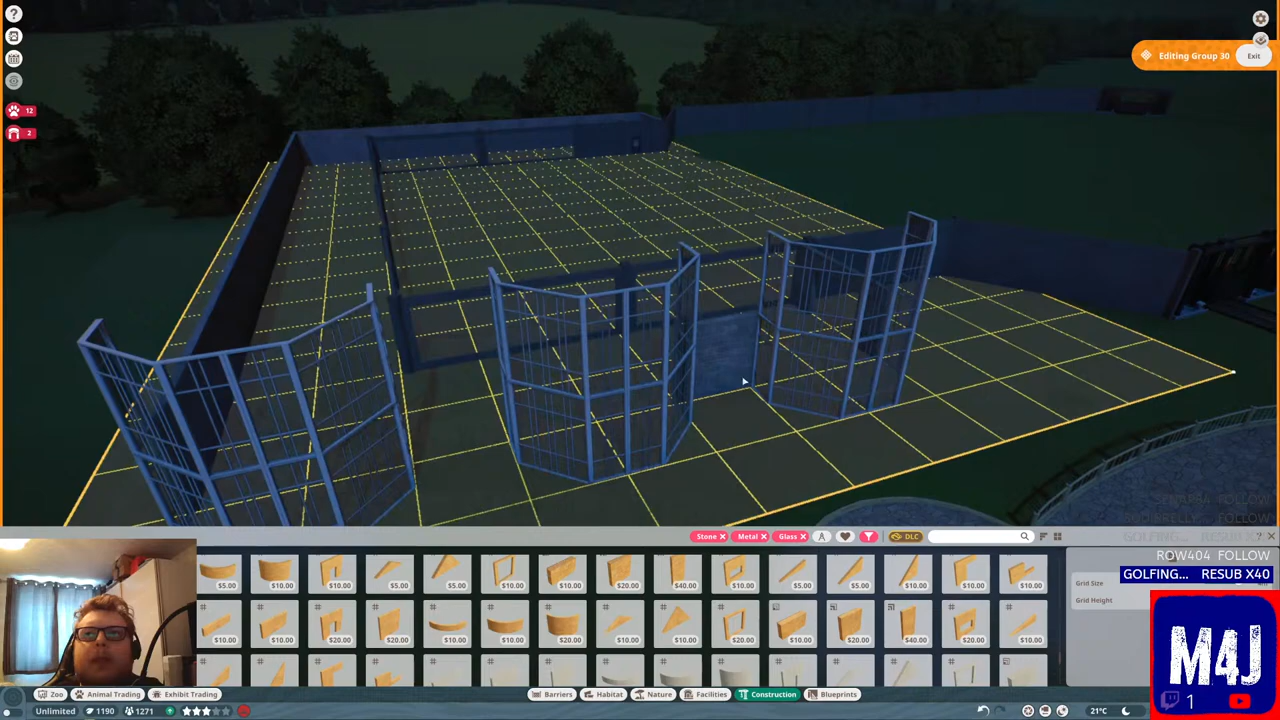 ?
Editing Group 30
Exit
12
2
SENAP84 FOLLOW
FOLLOW
GOLFING... RESUB X
ROW404 FOLLOW
GOLFING... RESUB X40
Stone
Metal
Glass
DLC
?
$5.00 $10.00 $10.00 $5.00 $5.00 $10.00 $10.00 $20.00 $40.00 $10.00 $5.00 $5.00 $10.00 $10.00 $10.00
$10.00 $10.00 $20.00 $20.00 $10.00 $10.00 $20.00 $10.00 $10.00 $20.00 $10.00 $20.00 $40.00 $20.00 $10.00
Grid Size
Grid Height
M4J
1
Zoo
Animal Trading
Exhibit Trading
Barriers
Habitat
Nature
Facilities
Construction
Blueprints
Unlimited
1190
1271
21°C